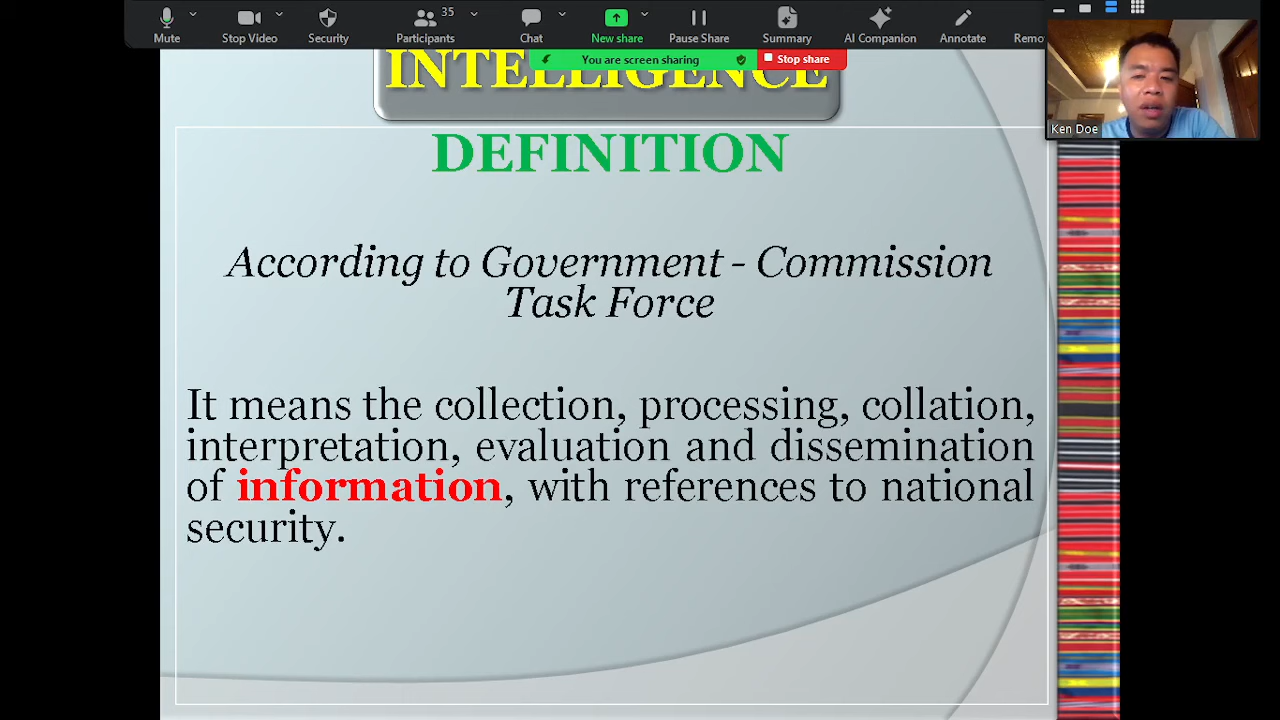 35
Mute
Stop Video
Security
Participants
Chat
New share
Pause Share
Summary
AI Companion
Annotate
Remo
You are screen sharing
Stop share
INTELLIGENCE
Ken Doe
DEFINITION
According to Government - Commission
Task Force
It means the collection, processing, collation,
interpretation, evaluation and dissemination
of information, with references to national
security.